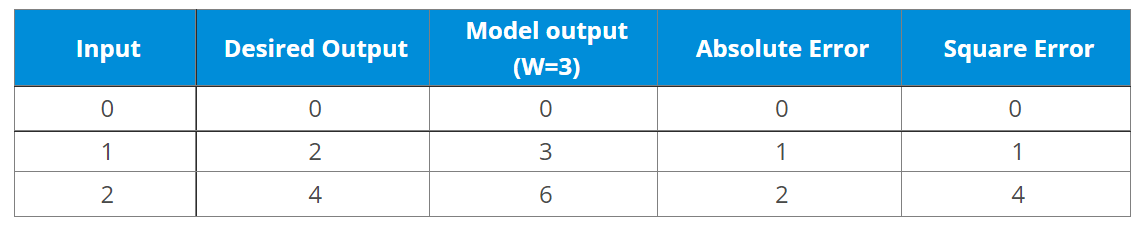 Input Desired Output Model output (W=3) Absolute Error Square Error
0 0 0 0 0
1 2 3 1 1
2 4 6 2 4